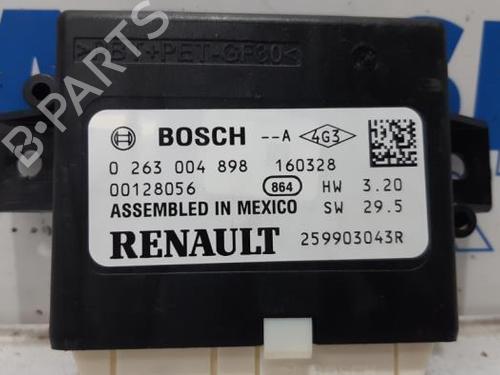 >PBT+PET-GF30<
BOSCH --A 4G3
0 263 004 898 160328
00128056 864 HW 3.20
ASSEMBLED IN MEXICO SW 29.5
RENAULT 259903043R
B-PARTS